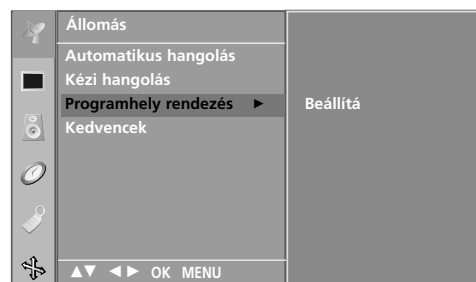 Állomás
Automatikus hangolás
Kézi hangolás
Programhely rendezés ►
Beállítá
Kedvencek
▲▼ ◄► OK MENU